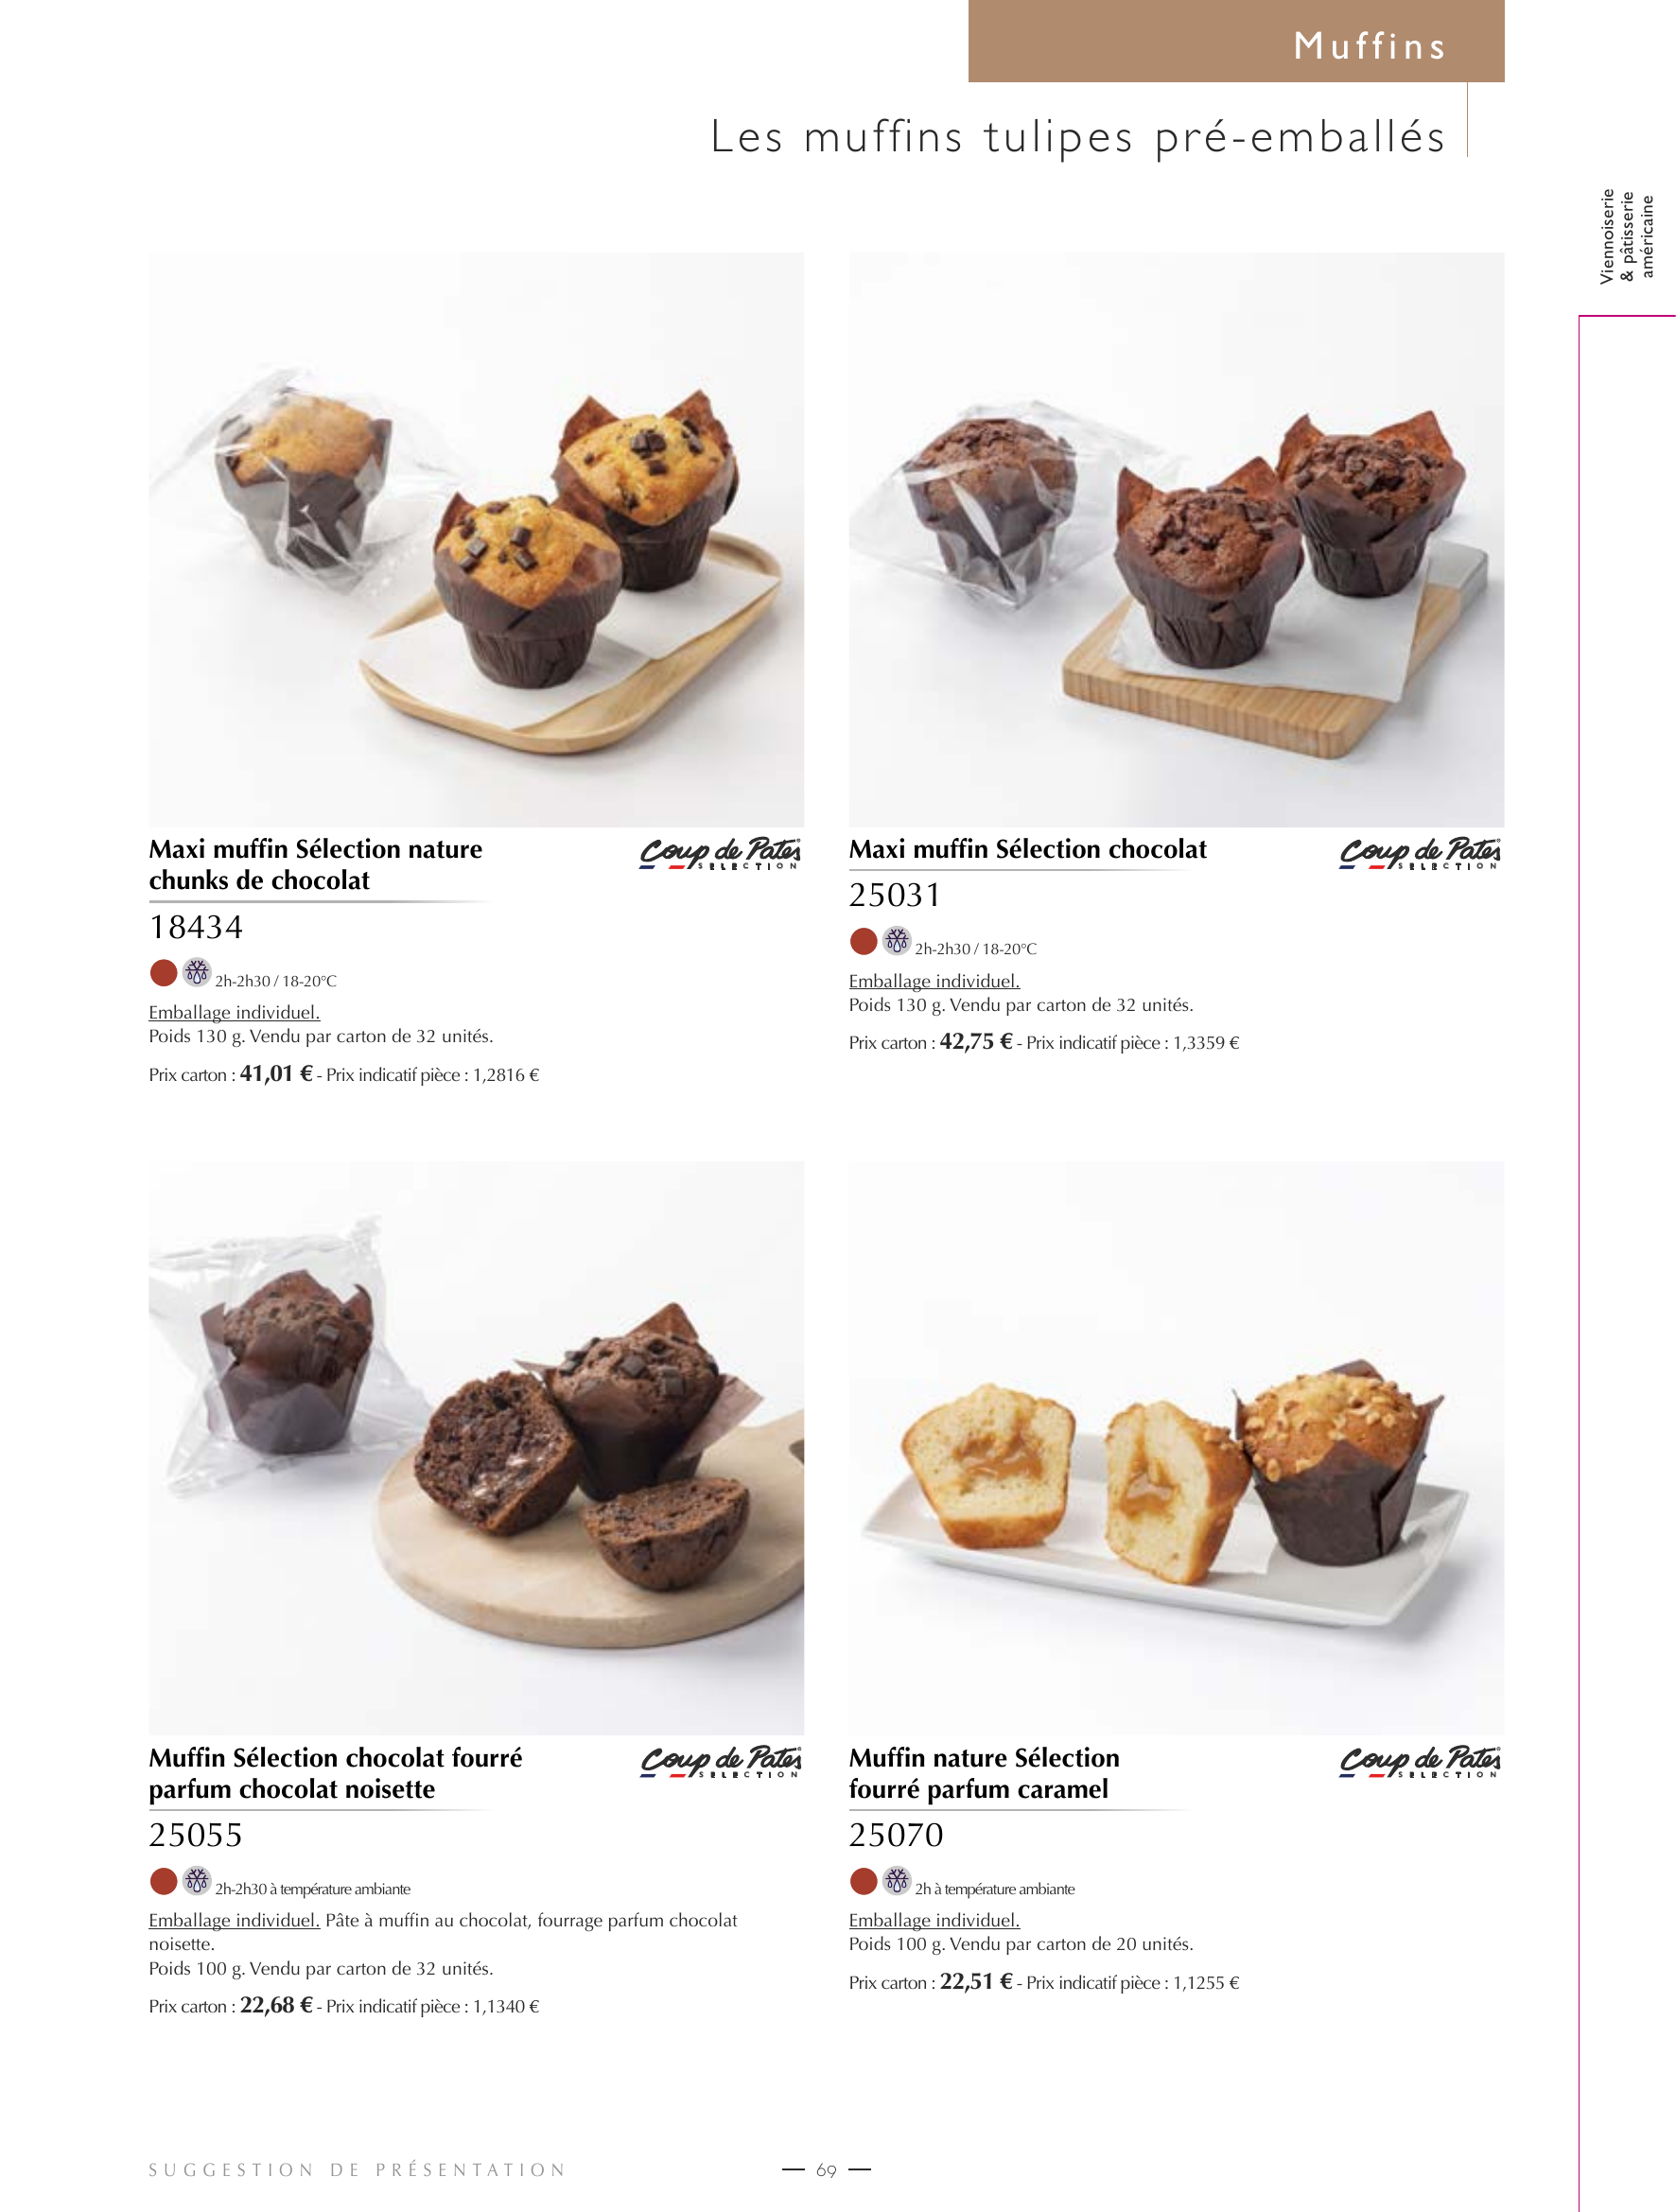 Muffins
Les muffins tulipes pré-emballés
Viennoiserie
& pâtisserie
américaine
Maxi muffin Sélection nature
chunks de chocolat
Coup de Pates
SELECTION
18434
2h-2h30 / 18-20°C
Emballage individuel.
Poids 130 g. Vendu par carton de 32 unités.
Prix carton : 41,01 € - Prix indicatif pièce : 1,2816 €
Maxi muffin Sélection chocolat
Coup de Pates
SELECTION
25031
2h-2h30 / 18-20°C
Emballage individuel.
Poids 130 g. Vendu par carton de 32 unités.
Prix carton : 42,75 € - Prix indicatif pièce : 1,3359 €
Muffin Sélection chocolat fourré
parfum chocolat noisette
Coup de Pates
SELECTION
25055
2h-2h30 à température ambiante
Emballage individuel. Pâte à muffin au chocolat, fourrage parfum chocolat
noisette.
Poids 100 g. Vendu par carton de 32 unités.
Prix carton : 22,68 € - Prix indicatif pièce : 1,1340 €
Muffin nature Sélection
fourré parfum caramel
Coup de Pates
SELECTION
25070
2h à température ambiante
Emballage individuel.
Poids 100 g. Vendu par carton de 20 unités.
Prix carton : 22,51 € - Prix indicatif pièce : 1,1255 €
SUGGESTION DE PRÉSENTATION
69